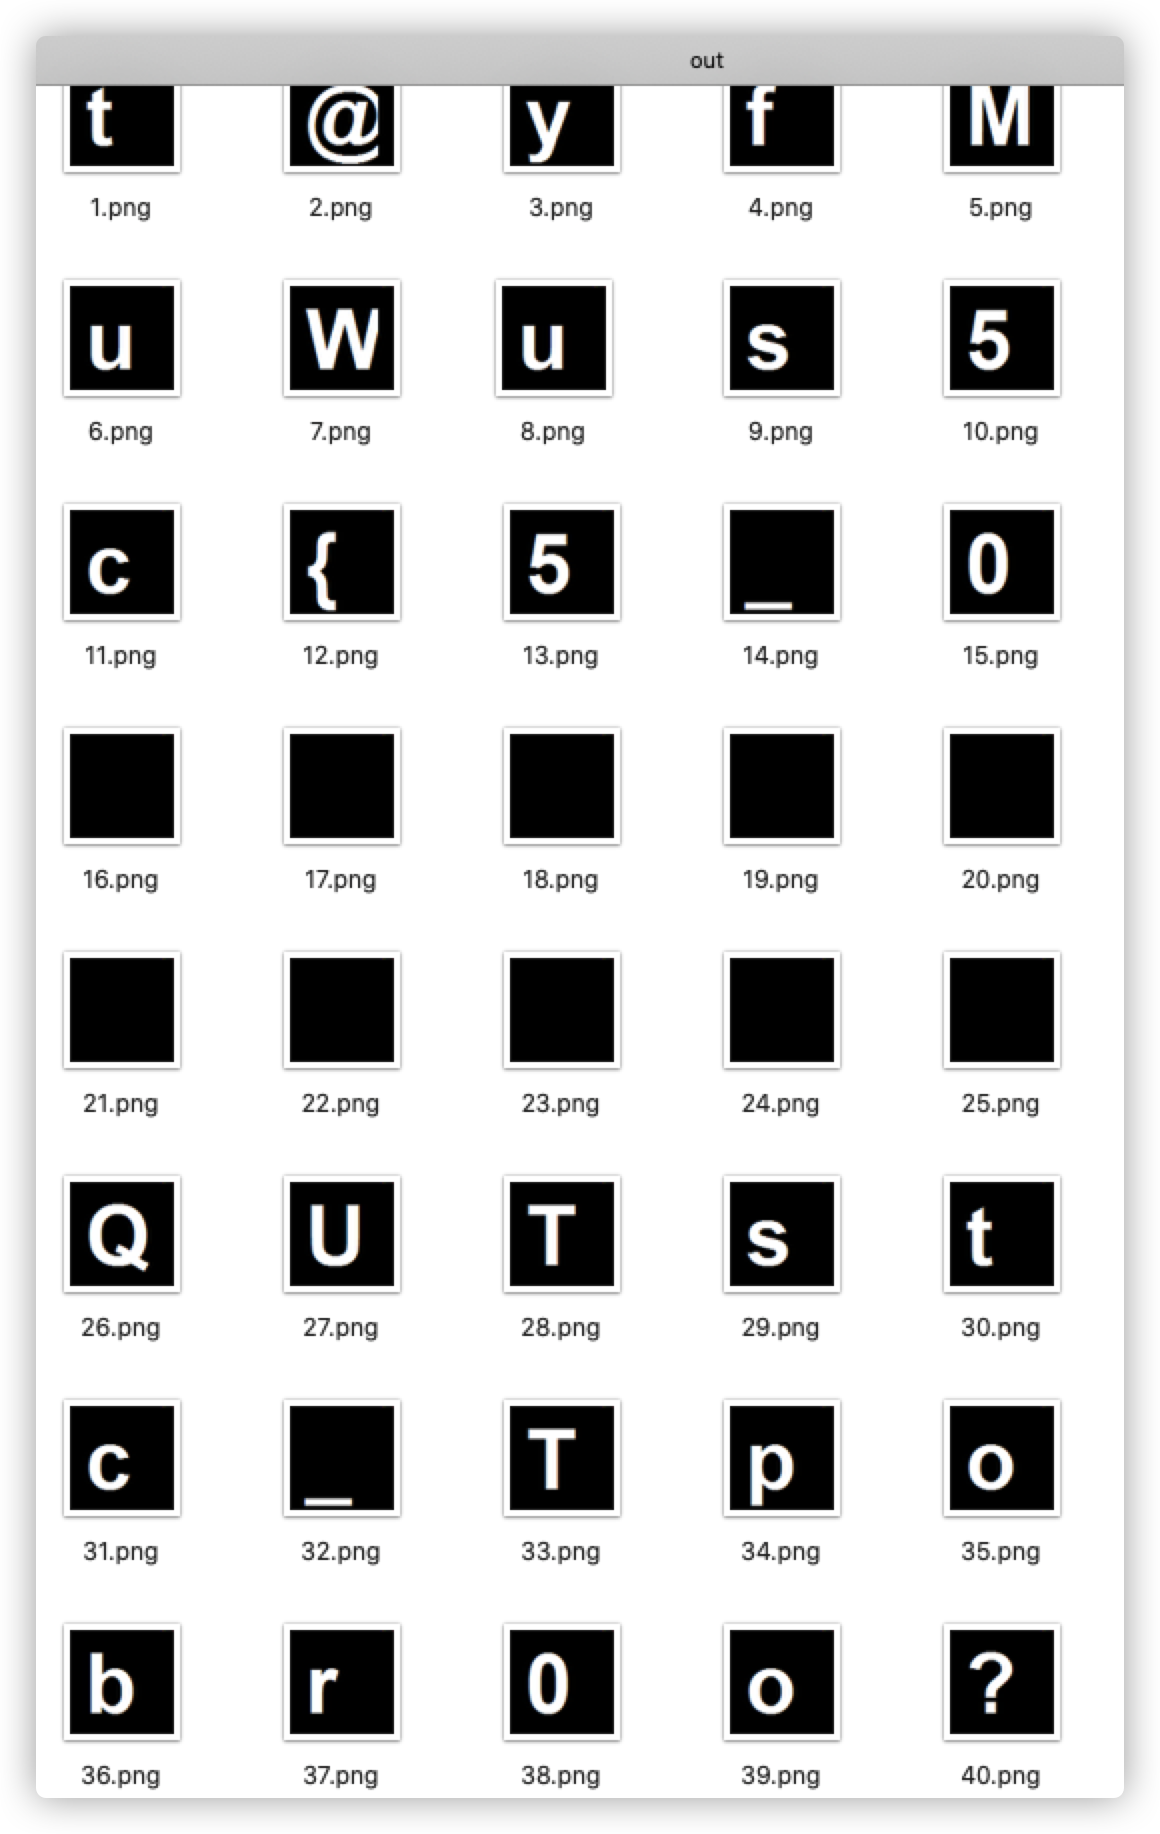 out
t @ y f M
1.png 2.png 3.png 4.png 5.png
u W u s 5
6.png 7.png 8.png 9.png 10.png
c { 5 _ 0
11.png 12.png 13.png 14.png 15.png
16.png 17.png 18.png 19.png 20.png
21.png 22.png 23.png 24.png 25.png
Q U T s t
26.png 27.png 28.png 29.png 30.png
c _ T p o
31.png 32.png 33.png 34.png 35.png
b r 0 o ?
36.png 37.png 38.png 39.png 40.png